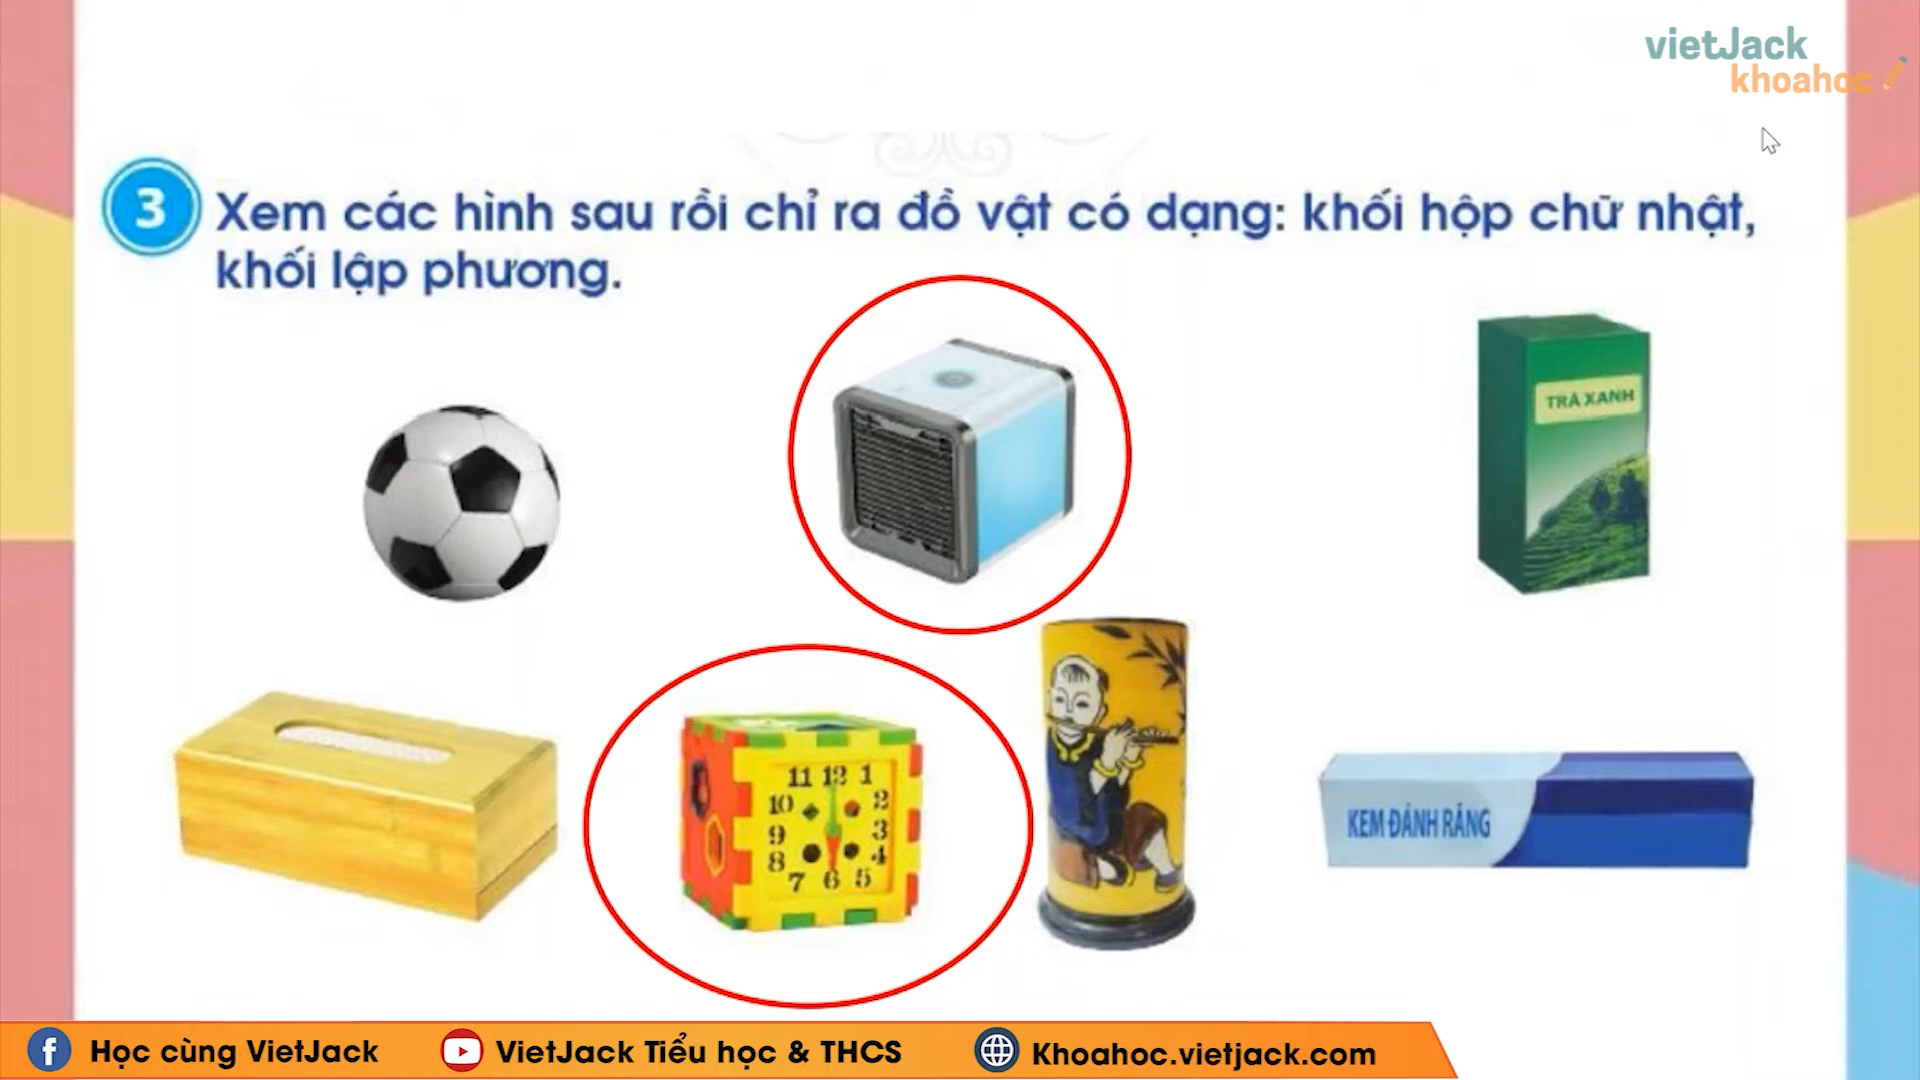 vietJack
khoahoc
3 Xem các hình sau rồi chỉ ra đồ vật có dạng: khối hộp chữ nhật,
khối lập phương.
TRÀ XANH
11 12 1
10 2
9 3
8 4
7 6 5
KEM ĐÁNH RĂNG
Học cùng VietJack
VietJack Tiểu học & THCS
Khoahoc.vietjack.com